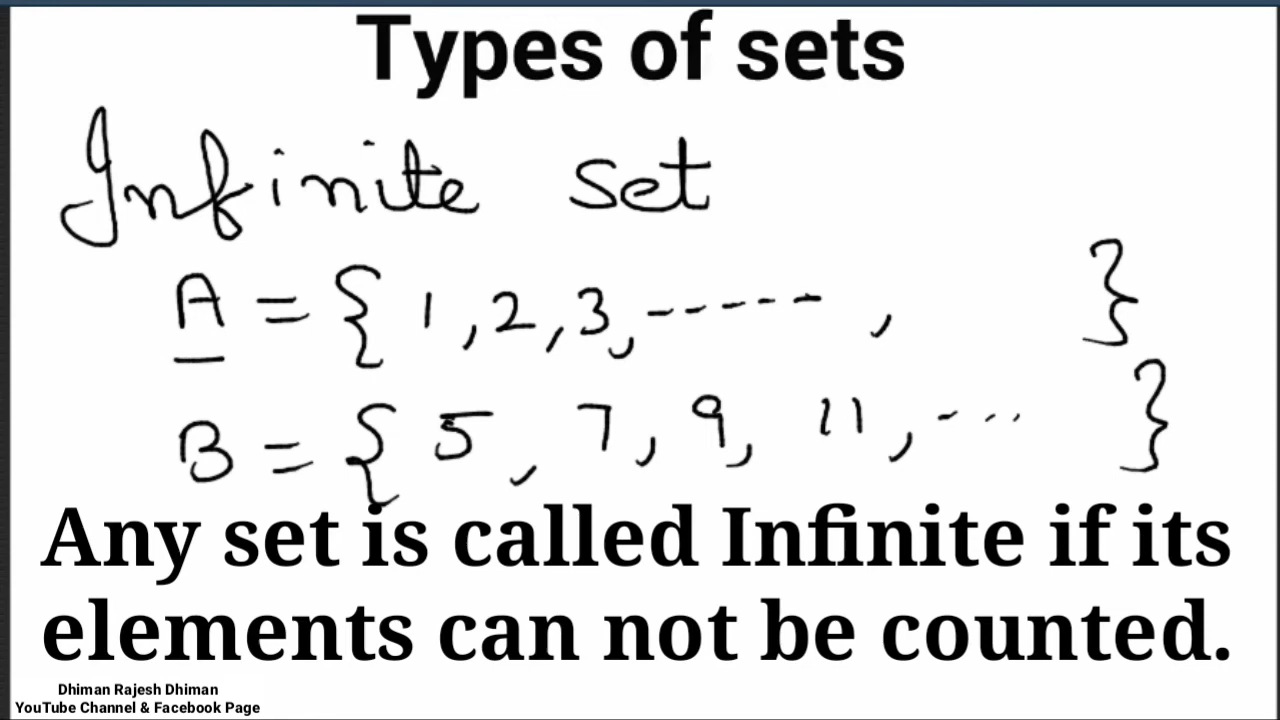 Types of sets
Infinite set
A = { 1, 2, 3, ------ , }
B = { 5, 7, 9, 11, -... }
Any set is called Infinite if its
elements can not be counted.
Dhiman Rajesh Dhiman
YouTube Channel & Facebook Page